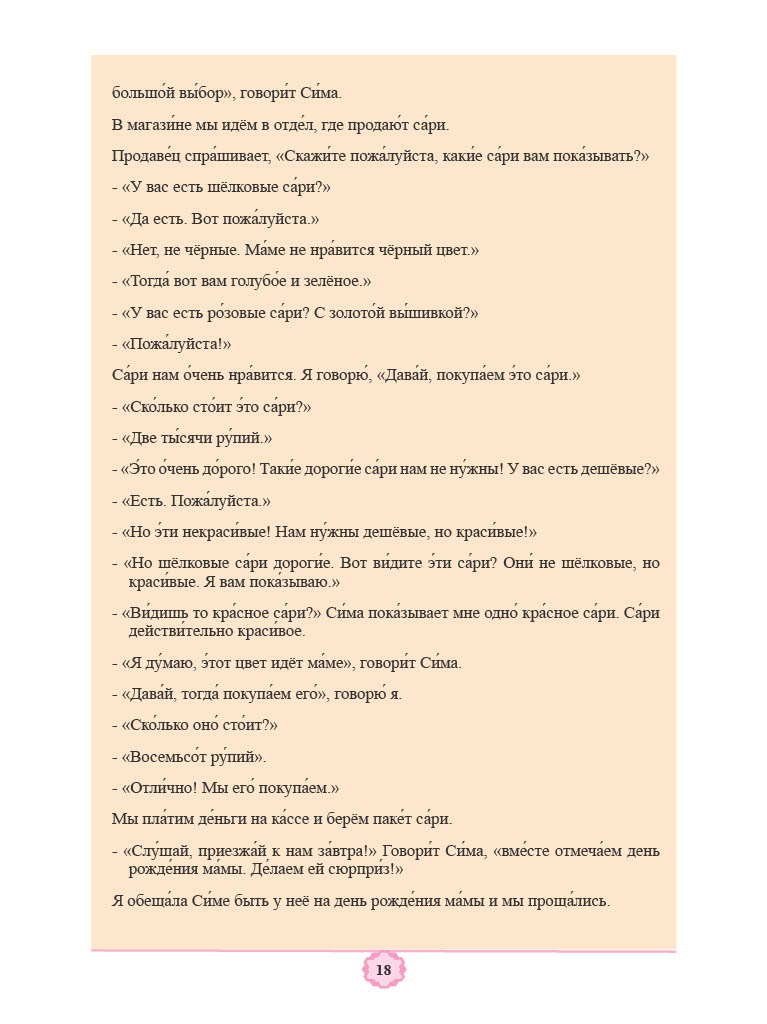 большо́й вы́бор», говори́т Си́ма.
В магази́не мы идём в отде́л, где продаю́т са́ри.
Продаве́ц спра́шивает, «Скажи́те пожа́луйста, каки́е са́ри вам пока́зывать?»
- «У вас есть шёлковые са́ри?»
- «Да есть. Вот пожа́луйста.»
- «Нет, не чёрные. Ма́ме не нра́вится чёрный цвет.»
- «Тогда́ вот вам голубо́е и зелёное.»
- «У вас есть ро́зовые са́ри? С золото́й вы́шивкой?»
- «Пожа́луйста!»
Са́ри нам о́чень нра́вится. Я говорю́, «Дава́й, покупа́ем э́то са́ри.»
- «Ско́лько сто́ит э́то са́ри?»
- «Две ты́сячи ру́пий.»
- «Э́то о́чень до́рого! Таки́е дороги́е са́ри нам не ну́жны! У вас есть дешёвые?»
- «Есть. Пожа́луйста.»
- «Но э́ти некраси́вые! Нам ну́жны дешёвые, но краси́вые!»
- «Но шёлковые са́ри дороги́е. Вот ви́дите э́ти са́ри? Они́ не шёлковые, но
краси́вые. Я вам пока́зываю.»
- «Ви́дишь то кра́сное са́ри?» Си́ма пока́зывает мне одно́ кра́сное са́ри. Са́ри
действи́тельно краси́вое.
- «Я ду́маю, э́тот цвет идёт ма́ме», говори́т Си́ма.
- «Дава́й, тогда́ покупа́ем его́», говорю́ я.
- «Ско́лько оно́ сто́ит?»
- «Восемьсо́т ру́пий».
- «Отли́чно! Мы его́ покупа́ем.»
Мы пла́тим де́ньги на ка́ссе и берём паке́т са́ри.
- «Слу́шай, приезжа́й к нам за́втра!» Говори́т Си́ма, «вме́сте отмеча́ем день
рожде́ния ма́мы. Де́лаем ей сюрпри́з!»
Я обеща́ла Си́ме быть у неё на день рожде́ния ма́мы и мы проща́лись.
18